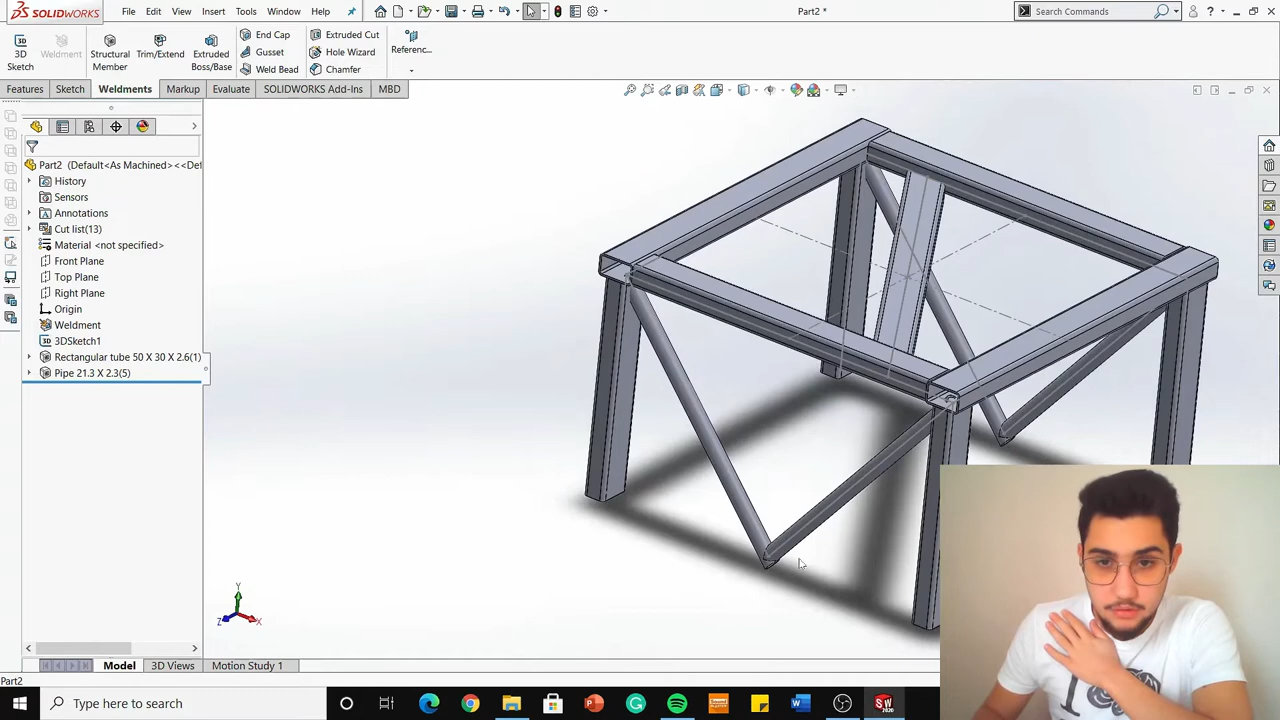 SOLIDWORKS
File Edit View Insert Tools Window Help
Part2 *
Search Commands
3D Sketch
Weldment
Structural Member
Trim/Extend
Extruded Boss/Base
End Cap
Gusset
Weld Bead
Extruded Cut
Hole Wizard
Chamfer
Referenc...
Features Sketch Weldments Markup Evaluate SOLIDWORKS Add-Ins MBD
Part2 (Default<As Machined><<Def
History
Sensors
Annotations
Cut list(13)
Material <not specified>
Front Plane
Top Plane
Right Plane
Origin
Weldment
3DSketch1
Rectangular tube 50 X 30 X 2.6(1)
Pipe 21.3 X 2.3(5)
Y
Z
X
Model 3D Views Motion Study 1
Part2
Type here to search